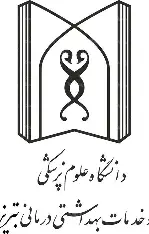 دانشگاه علوم پزشکی
و خدمات بهداشتی درمانی تبریز